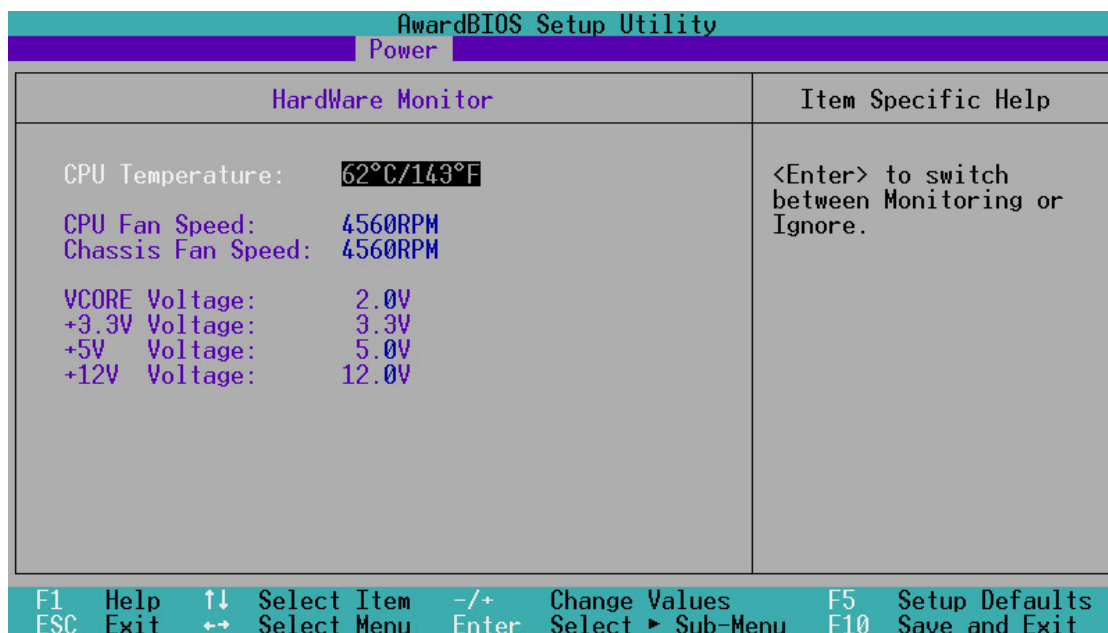 AwardBIOS Setup Utility
Power
HardWare Monitor
Item Specific Help
CPU Temperature: 62°C/143°F
CPU Fan Speed: 4560RPM
Chassis Fan Speed: 4560RPM
VCORE Voltage: 2.0V
+3.3V Voltage: 3.3V
+5V Voltage: 5.0V
+12V Voltage: 12.0V
<Enter> to switch
between Monitoring or
Ignore.
F1 Help ↑↓ Select Item -/+ Change Values F5 Setup Defaults
ESC Exit ←→ Select Menu Enter Select ► Sub-Menu F10 Save and Exit